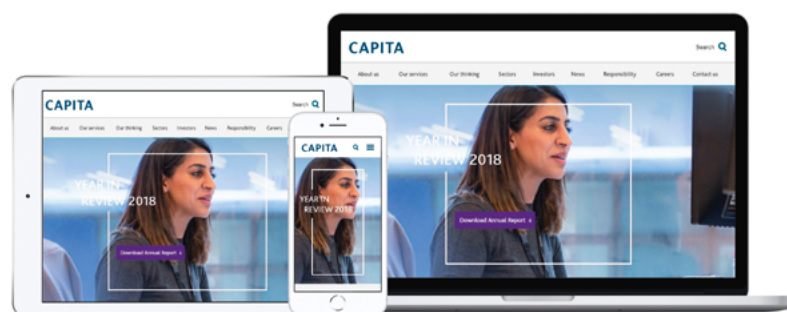 CAPITA
Search
About us Our services Our thinking Sectors Investors News Responsibility Careers Contact us
YEAR IN
REVIEW 2018
Download Annual Report
CAPITA
Search
About us Our services Our thinking Sectors Investors News Responsibility Careers
YEAR IN
REVIEW 2018
Download Annual Report
CAPITA
YEAR IN
REVIEW 2018